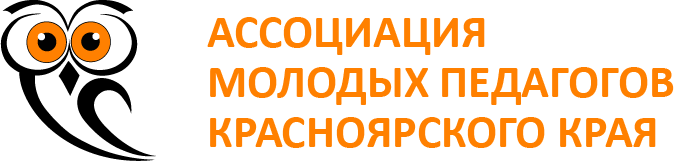 АССОЦИАЦИЯ
МОЛОДЫХ ПЕДАГОГОВ
КРАСНОЯРСКОГО КРАЯ